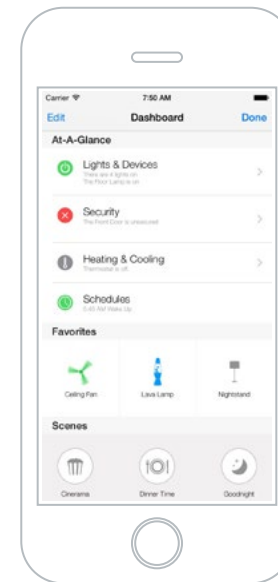 Carrier 7:50 AM
Edit Dashboard Done
At-A-Glance
Lights & Devices
There are 4 lights on
The Floor Lamp is on
Security
The Front Door is unsecured
Heating & Cooling
Thermostat is off
Schedules
6:45 AM Wake Up
Favorites
Ceiling Fan Lava Lamp Nightstand
Scenes
Cinerama Dinner Time Goodnight